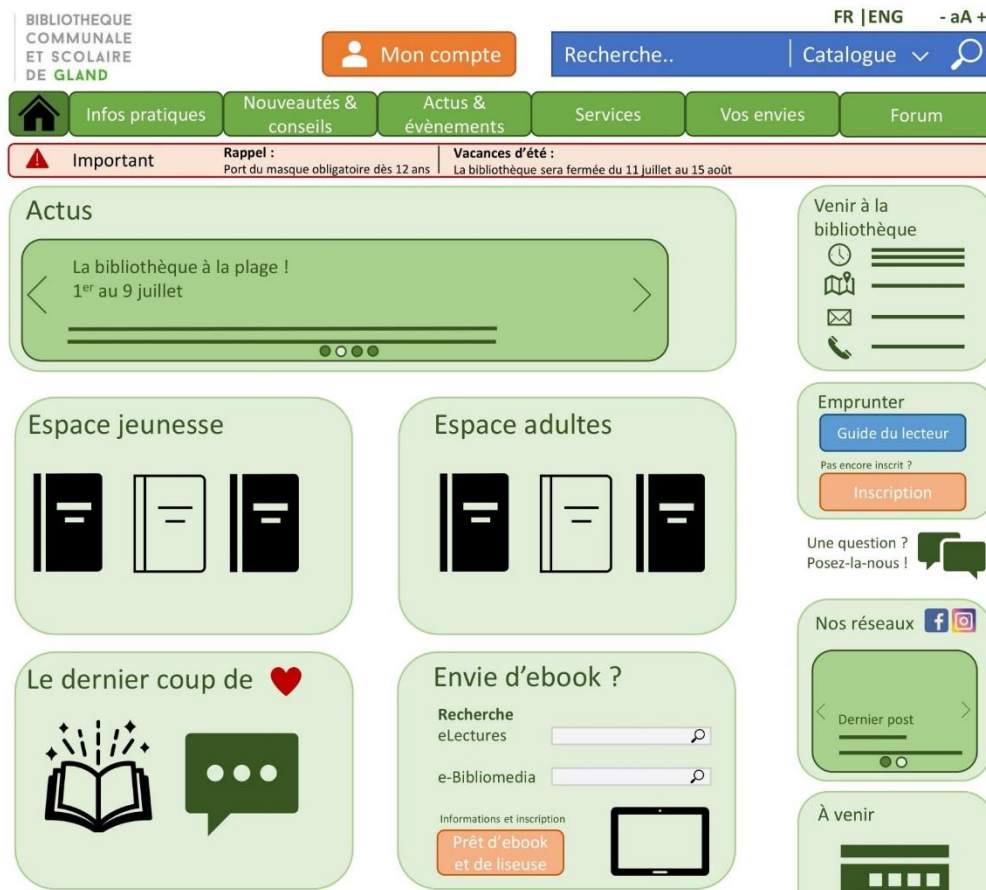 BIBLIOTHEQUE
COMMUNALE
ET SCOLAIRE
DE GLAND
FR |ENG - aA +
Mon compte
Recherche..
Catalogue
Infos pratiques
Nouveautés &
conseils
Actus &
évènements
Services
Vos envies
Forum
Important
Rappel :
Port du masque obligatoire dès 12 ans
Vacances d'été :
La bibliothèque sera fermée du 11 juillet au 15 août
Actus
La bibliothèque à la plage !
1er au 9 juillet
Venir à la
bibliothèque
Espace jeunesse
Espace adultes
Emprunter
Guide du lecteur
Pas encore inscrit ?
Inscription
Une question ?
Posez-la-nous !
Nos réseaux
Dernier post
Le dernier coup de
Envie d'ebook ?
Recherche
eLectures
e-Bibliomedia
Informations et inscription
Prêt d'ebook
et de liseuse
À venir